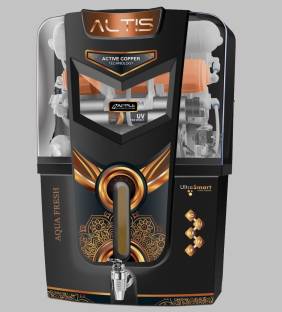 ALTIS
ACTIVE COPPER
TECHNOLOGY
UV
UltraSmart
AQUA FRESH